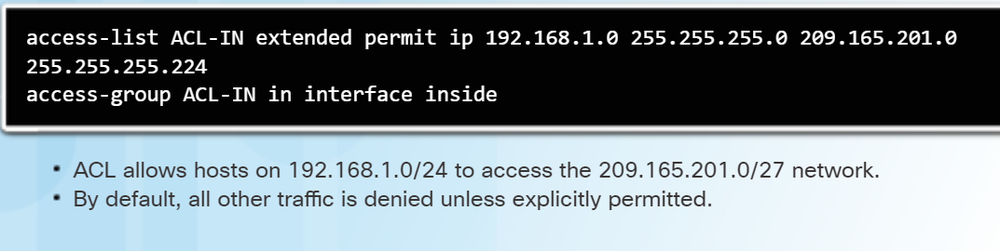 access-list ACL-IN extended permit ip 192.168.1.0 255.255.255.0 209.165.201.0
255.255.255.224
access-group ACL-IN in interface inside
• ACL allows hosts on 192.168.1.0/24 to access the 209.165.201.0/27 network.
• By default, all other traffic is denied unless explicitly permitted.